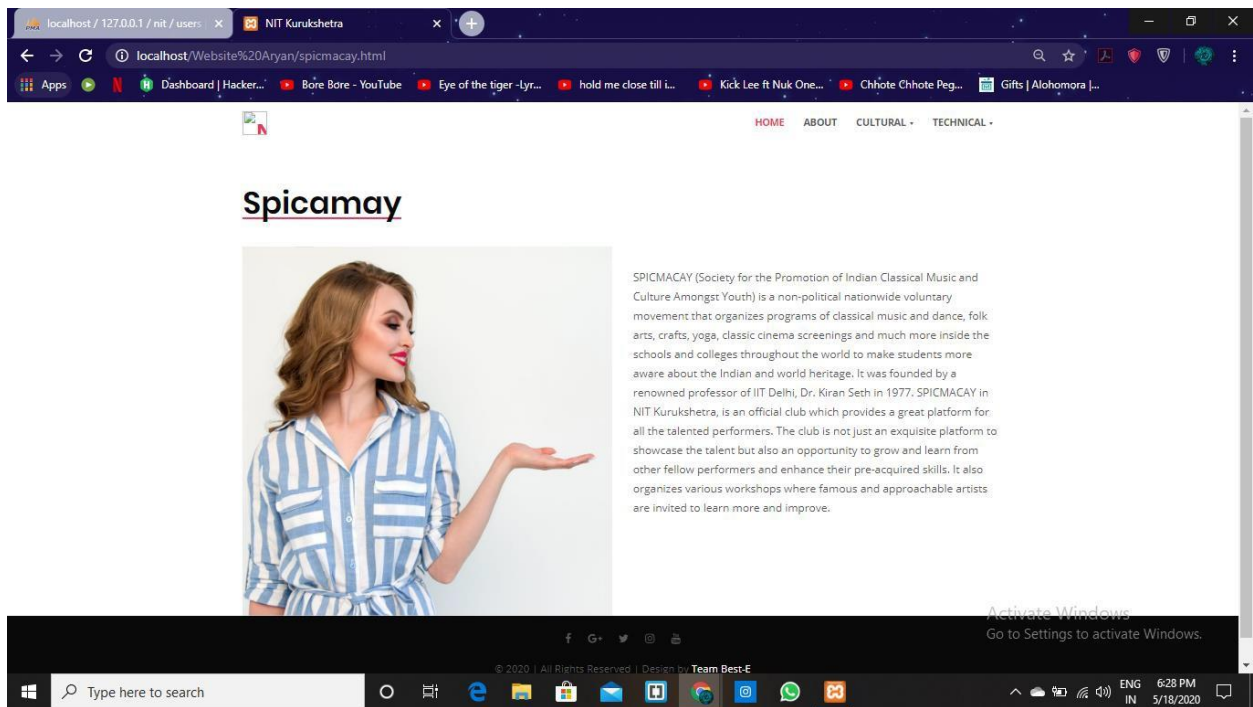 localhost / 127.0.0.1 / nit / users
NIT Kurukshetra
localhost/Website%20Aryan/spicmacay.html
Apps
Dashboard | Hacker...
Bore Bore - YouTube
Eye of the tiger -Lyr...
hold me close till i...
Kick Lee ft Nuk One...
Chhote Chhote Peg...
Gifts | Alohomora |...
N
HOME ABOUT CULTURAL TECHNICAL
Spicamay
SPICMACAY (Society for the Promotion of Indian Classical Music and
Culture Amongst Youth) is a non-political nationwide voluntary
movement that organizes programs of classical music and dance, folk
arts, crafts, yoga, classic cinema screenings and much more inside the
schools and colleges throughout the world to make students more
aware about the Indian and world heritage. It was founded by a
renowned professor of IIT Delhi, Dr. Kiran Seth in 1977. SPICMACAY in
NIT Kurukshetra, is an official club which provides a great platform for
all the talented performers. The club is not just an exquisite platform to
showcase the talent but also an opportunity to grow and learn from
other fellow performers and enhance their pre-acquired skills. It also
organizes various workshops where famous and approachable artists
are invited to learn more and improve.
Activate Windows
Go to Settings to activate Windows.
© 2020 | All Rights Reserved | Design by Team Best-E
Type here to search
ENG 6:28 PM
IN 5/18/2020